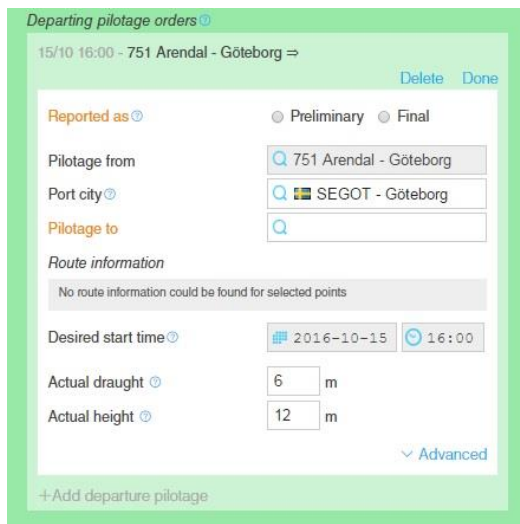 Departing pilotage orders
15/10 16:00 - 751 Arendal - Göteborg ⇒
Delete Done
Reported as Preliminary Final
Pilotage from 751 Arendal - Göteborg
Port city SEGOT - Göteborg
Pilotage to
Route information
No route information could be found for selected points
Desired start time 2016-10-15 16:00
Actual draught 6 m
Actual height 12 m
Advanced
+Add departure pilotage